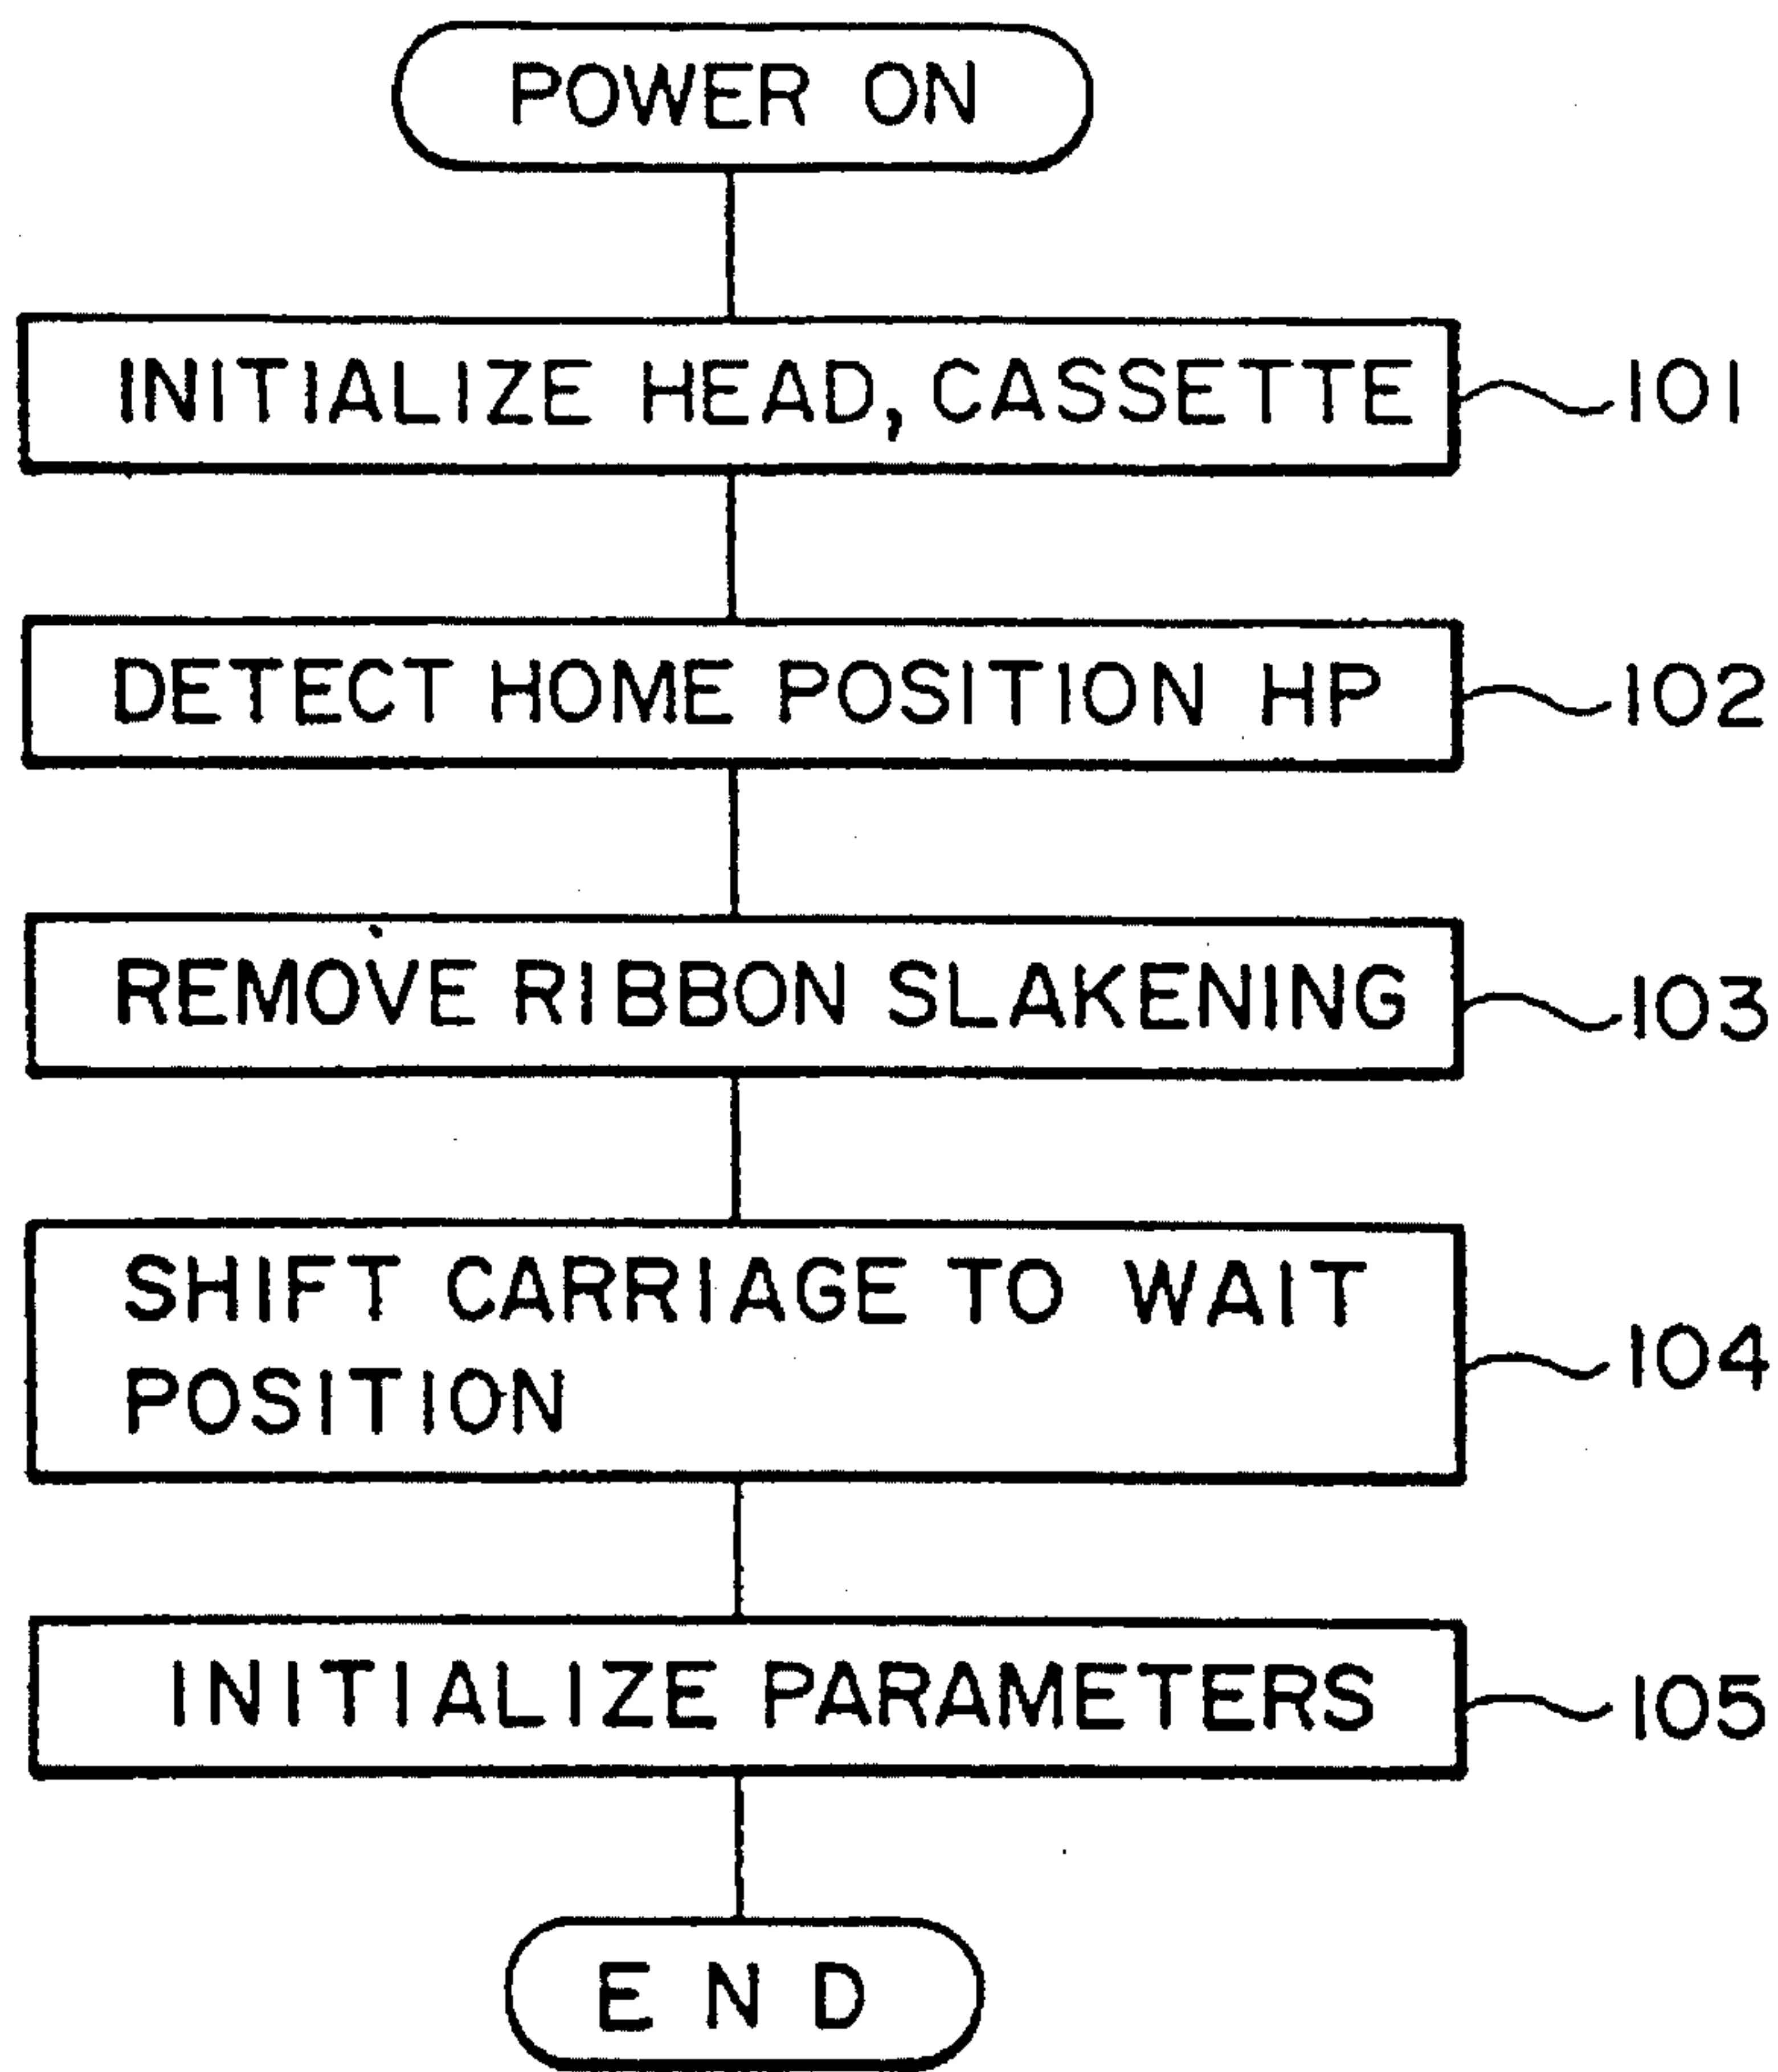 POWER ON
INITIALIZE HEAD, CASSETTE 101
DETECT HOME POSITION HP 102
REMOVE RIBBON SLAKENING 103
SHIFT CARRIAGE TO WAIT
POSITION
104
INITIALIZE PARAMETERS 105
END